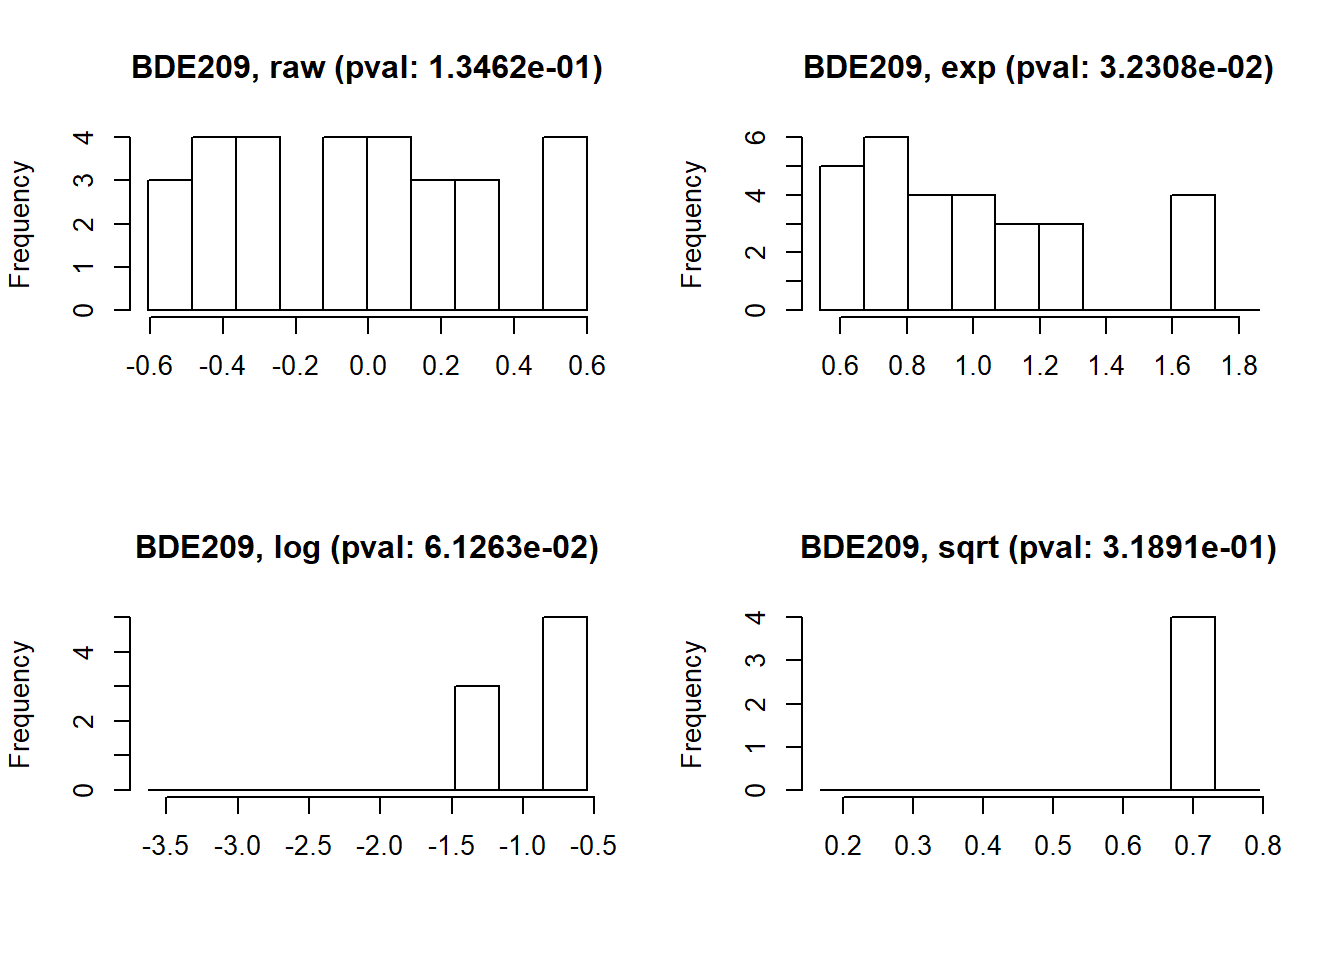 BDE209, raw (pval: 1.3462e-01)
Frequency
0 1 2 3 4
-0.6 -0.4 -0.2 0.0 0.2 0.4 0.6
BDE209, exp (pval: 3.2308e-02)
Frequency
0 2 4 6
0.6 0.8 1.0 1.2 1.4 1.6 1.8
BDE209, log (pval: 6.1263e-02)
Frequency
0 2 4
-3.5 -3.0 -2.5 -2.0 -1.5 -1.0 -0.5
BDE209, sqrt (pval: 3.1891e-01)
Frequency
0 1 2 3 4
0.2 0.3 0.4 0.5 0.6 0.7 0.8